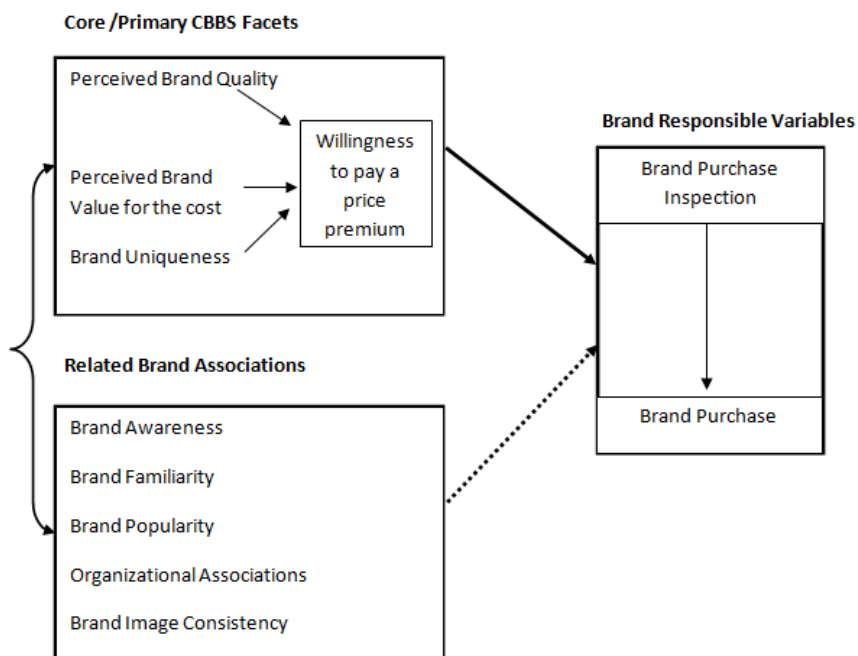 Core /Primary CBBS Facets
Perceived Brand Quality
Willingness
to pay a
price
premium
Perceived Brand
Value for the cost
Brand Uniqueness
Brand Responsible Variables
Brand Purchase
Inspection
Brand Purchase
Related Brand Associations
Brand Awareness
Brand Familiarity
Brand Popularity
Organizational Associations
Brand Image Consistency